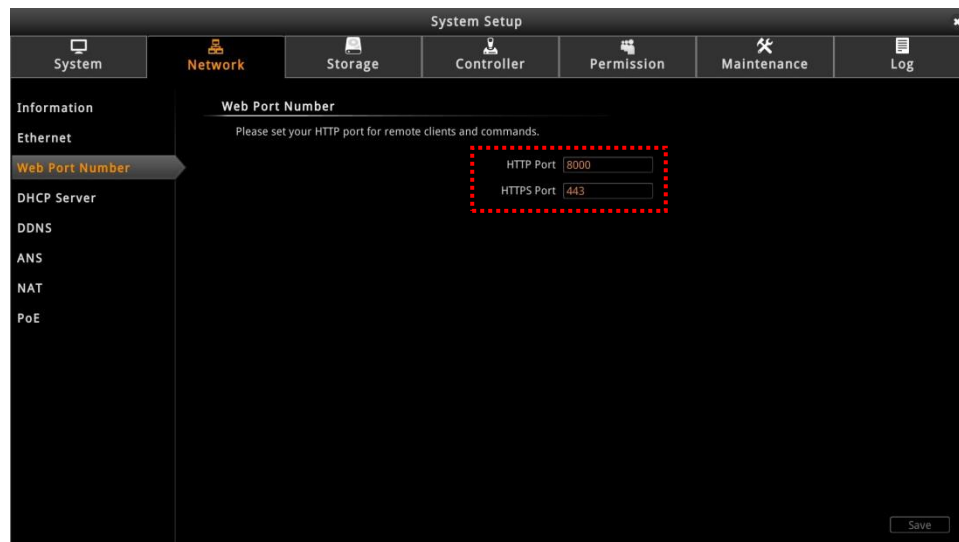 System Setup
System Network Storage Controller Permission Maintenance Log
Information
Ethernet
Web Port Number
DHCP Server
DDNS
ANS
NAT
PoE
Web Port Number
Please set your HTTP port for remote clients and commands.
HTTP Port 8000
HTTPS Port 443
Save